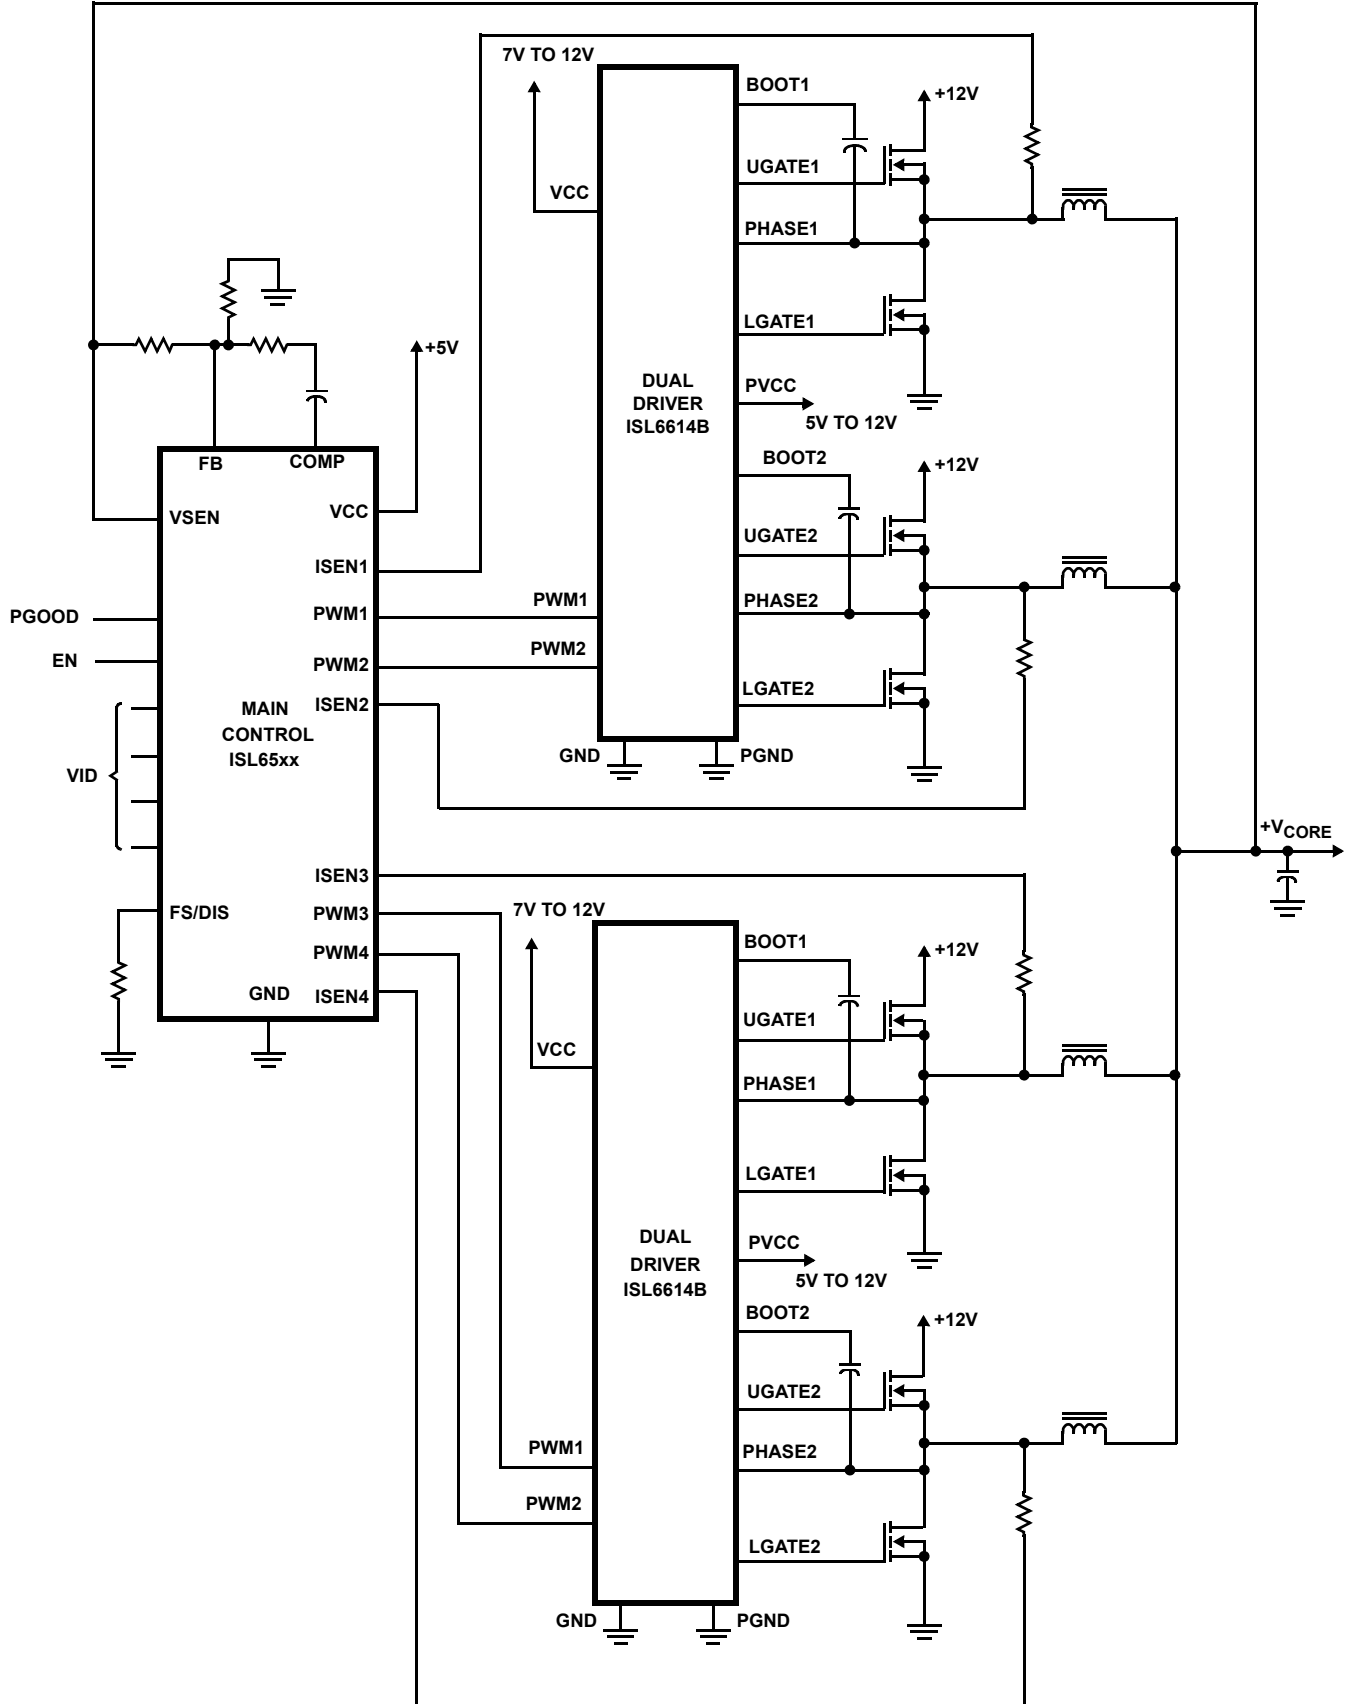 7V TO 12V
BOOT1
+12V
UGATE1
VCC
PHASE1
LGATE1
+5V
DUAL
DRIVER
ISL6614B
PVCC
5V TO 12V
BOOT2
+12V
FB
COMP
VSEN
VCC
UGATE2
ISEN1
PWM1
PWM1
PHASE2
PGOOD
EN
PWM2
PWM2
ISEN2
LGATE2
MAIN
CONTROL
ISL65xx
VID
GND
PGND
+VCORE
ISEN3
FS/DIS
PWM3
PWM4
GND
ISEN4
7V TO 12V
BOOT1
+12V
UGATE1
VCC
PHASE1
LGATE1
DUAL
DRIVER
ISL6614B
PVCC
5V TO 12V
BOOT2
+12V
UGATE2
PWM1
PHASE2
PWM2
LGATE2
GND
PGND